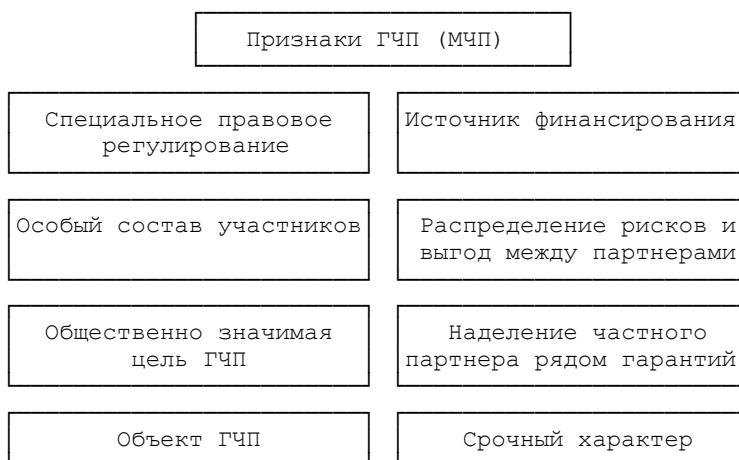 Признаки ГЧП (МЧП)
Специальное правовое
регулирование
Источник финансирования
Особый состав участников
Распределение рисков и
выгод между партнерами
Общественно значимая
цель ГЧП
Наделение частного
партнера рядом гарантий
Объект ГЧП
Срочный характер